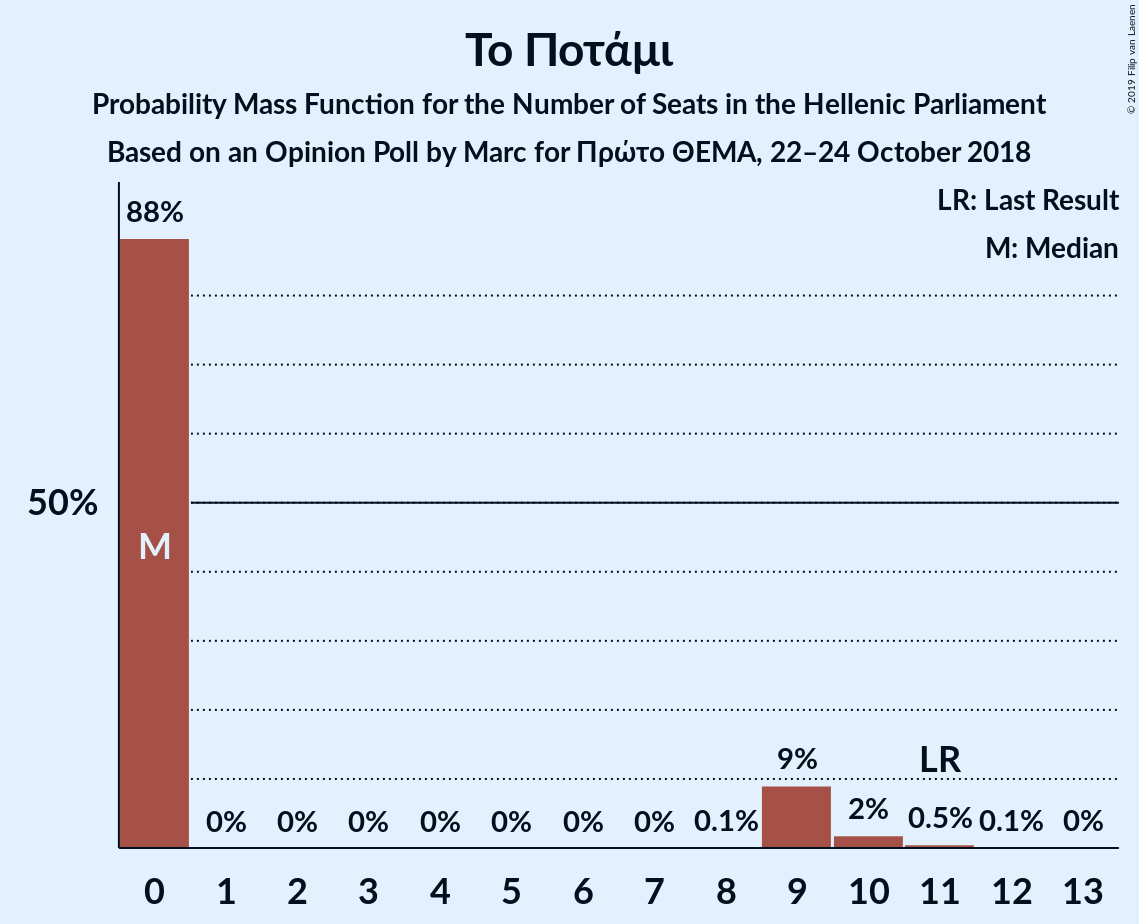 Το Ποτάμι
Probability Mass Function for the Number of Seats in the Hellenic Parliament
Based on an Opinion Poll by Marc for Πρώτο ΘΕΜΑ, 22–24 October 2018
© 2019 Filip van Laenen
LR: Last Result
M: Median
88%
50%
M
9%
LR
0% 0% 0% 0% 0% 0% 0% 0.1% 2% 0.5% 0.1% 0%
0 1 2 3 4 5 6 7 8 9 10 11 12 13